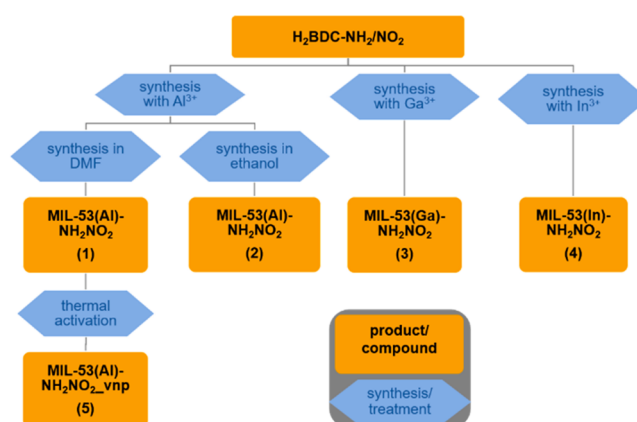 H₂BDC-NH₂/NO₂
synthesis
with Al³⁺
synthesis
with Ga³⁺
synthesis
with In³⁺
synthesis in
DMF
synthesis in
ethanol
MIL-53(Al)-
NH₂NO₂
(1)
MIL-53(Al)-
NH₂NO₂
(2)
MIL-53(Ga)-
NH₂NO₂
(3)
MIL-53(In)-
NH₂NO₂
(4)
thermal
activation
MIL-53(Al)-
NH₂NO₂_vnp
(5)
product/
compound
synthesis/
treatment